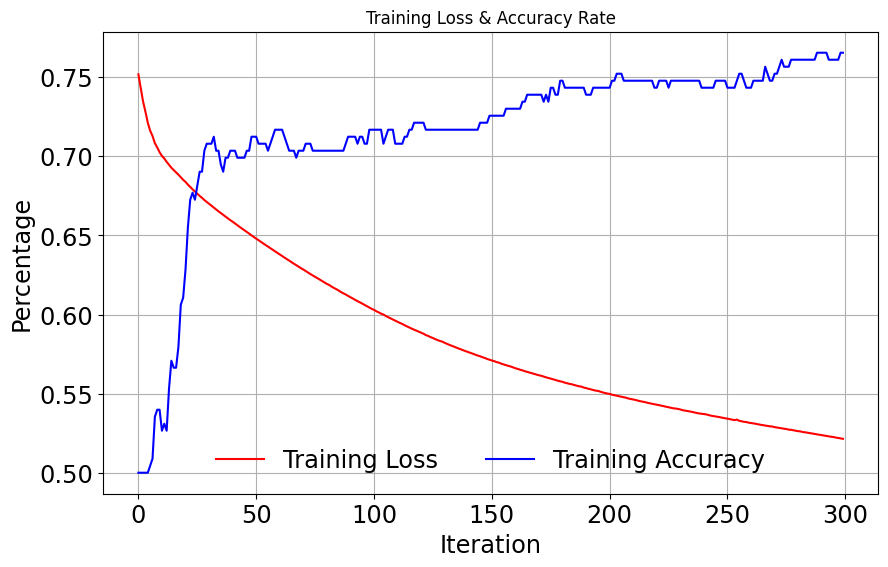 Training Loss & Accuracy Rate
Percentage
0.75
0.70
0.65
0.60
0.55
0.50
Training Loss
Training Accuracy
0 50 100 150 200 250 300
Iteration